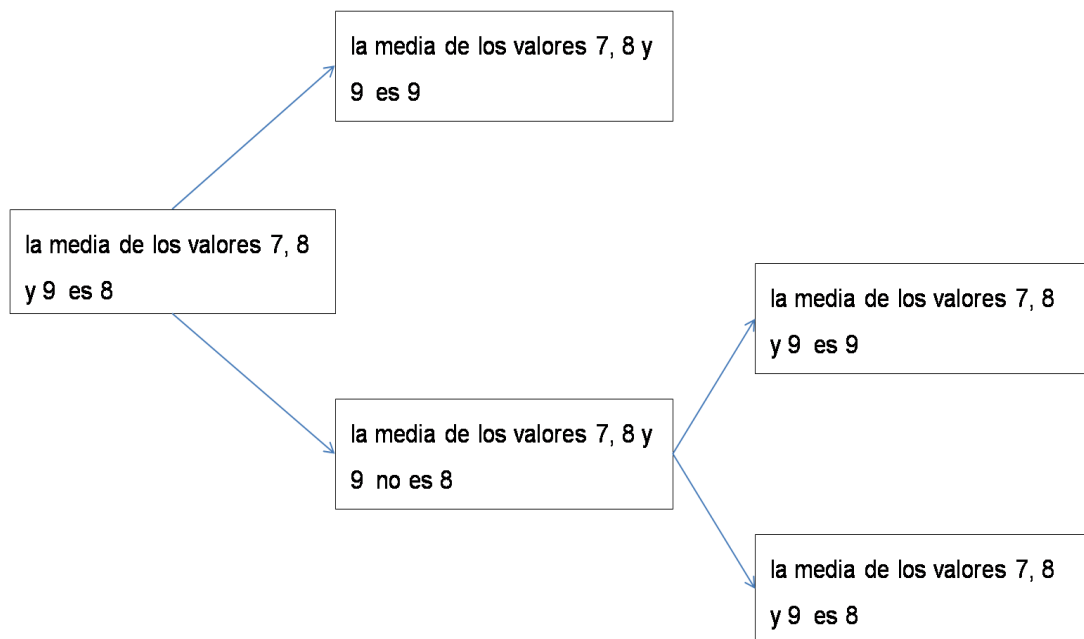 la media de los valores 7, 8 y
9 es 9
la media de los valores 7, 8
y 9 es 8
la media de los valores 7, 8 y
9 no es 8
la media de los valores 7, 8
y 9 es 9
la media de los valores 7, 8
y 9 es 8